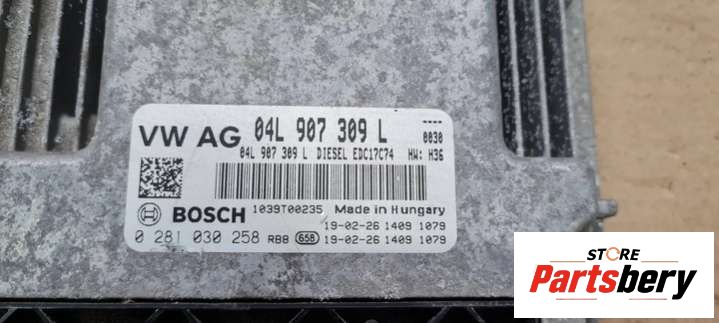 VW AG 04L 907 309 L ----
0030
04L 907 309 L DIESEL EDC17C74 HW: H36
BOSCH 1039T00235 Made in Hungary
19-02-26 1409 1079
0 281 030 258 RBB 658 19-02-26 1409 1079
STORE
Partsbery